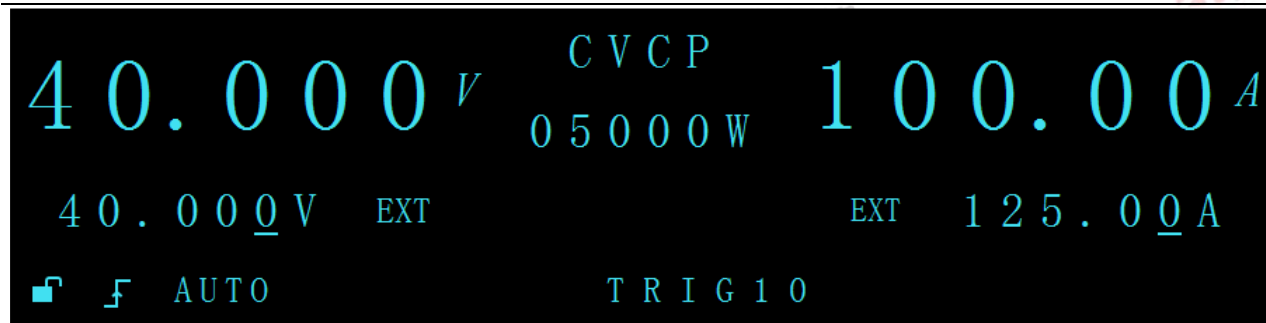 CVCP
40.000V 05000W 100.00A
40.000V EXT EXT 125.00A
AUTO TRIG10